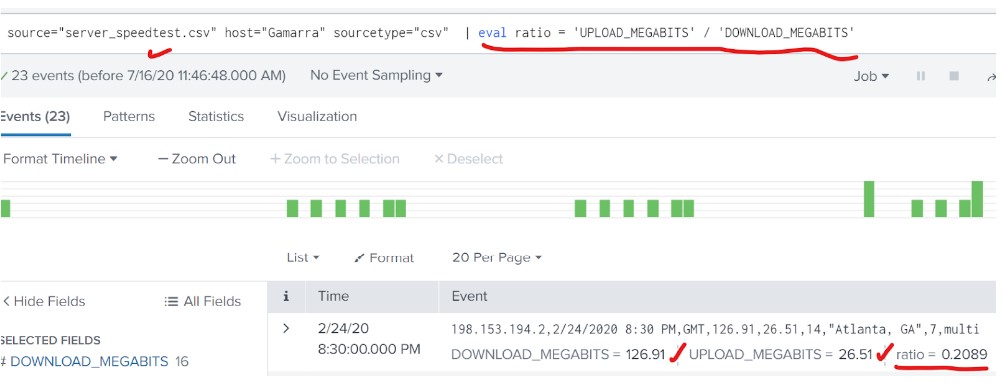 source="server_speedtest.csv" host="Gamarra" sourcetype="csv" | eval ratio = 'UPLOAD_MEGABITS' / 'DOWNLOAD_MEGABITS'
✓ 23 events (before 7/16/20 11:46:48.000 AM) No Event Sampling ▾ Job ▾
Events (23) Patterns Statistics Visualization
Format Timeline ▾ — Zoom Out + Zoom to Selection × Deselect
List ▾ Format 20 Per Page ▾
< Hide Fields All Fields i Time Event
SELECTED FIELDS
# DOWNLOAD_MEGABITS 16
> 2/24/20
8:30:00.000 PM
198.153.194.2,2/24/2020 8:30 PM,GMT,126.91,26.51,14,"Atlanta, GA",7,multi
DOWNLOAD_MEGABITS = 126.91 UPLOAD_MEGABITS = 26.51 ratio = 0.2089